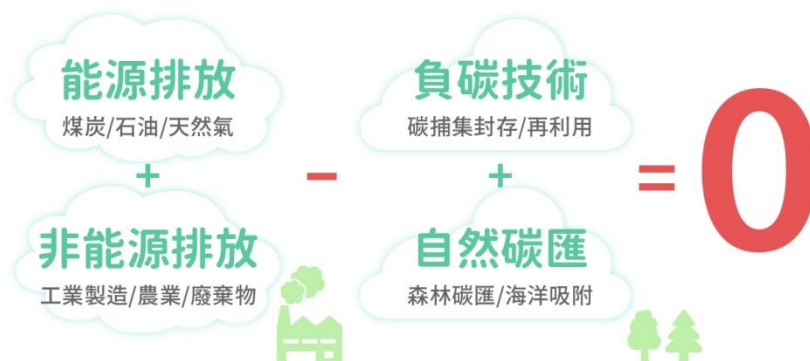 能源排放
煤炭/石油/天然氣
+
非能源排放
工業製造/農業/廢棄物
−
負碳技術
碳捕集封存/再利用
+
自然碳匯
森林碳匯/海洋吸附
=0